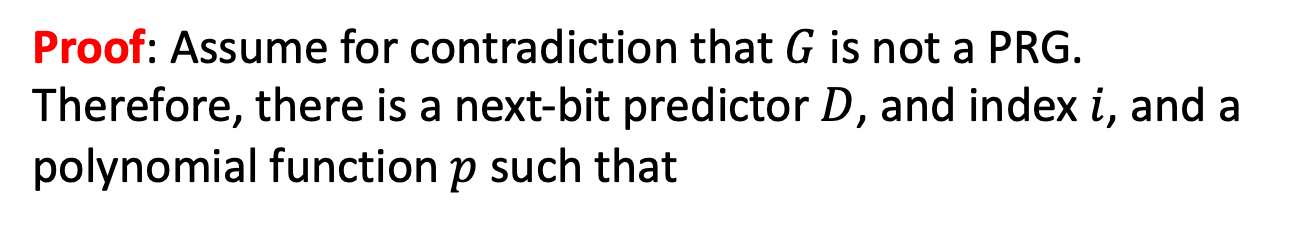 Proof: Assume for contradiction that G is not a PRG.
Therefore, there is a next-bit predictor D, and index i, and a
polynomial function p such that